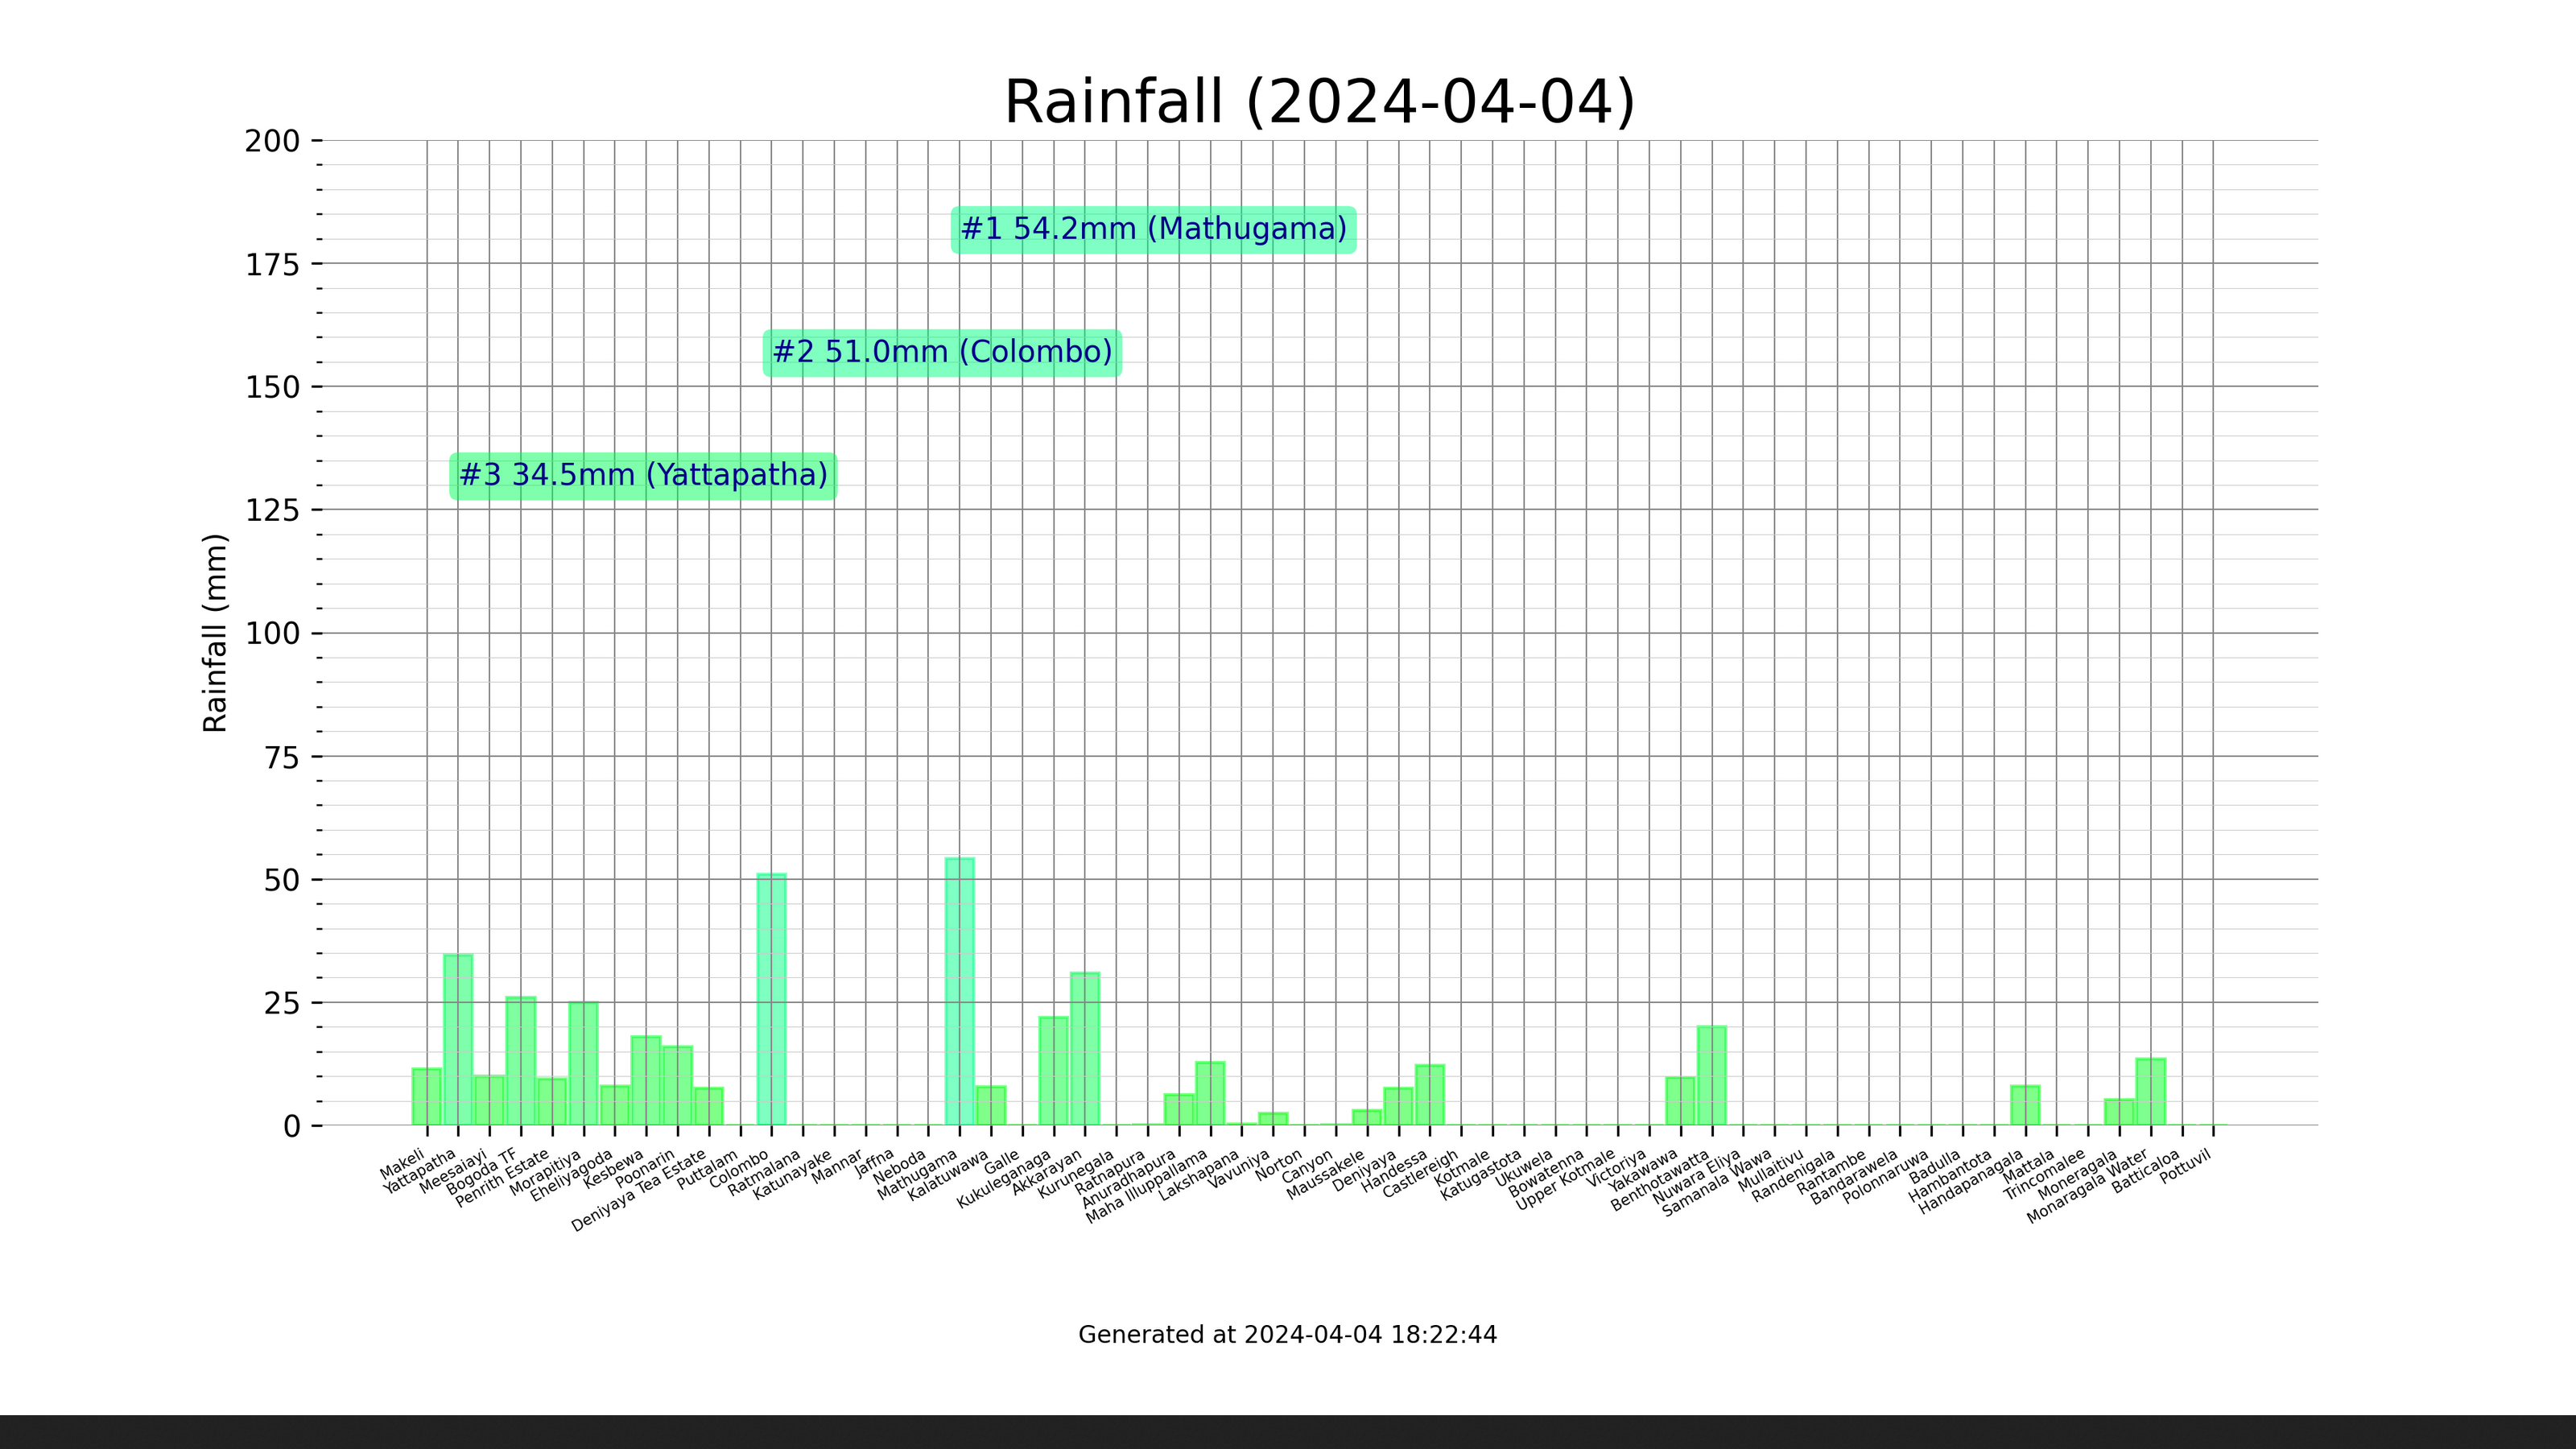 Rainfall (2024-04-04)
200
175
150
125
100
75
50
25
0
Rainfall (mm)
#1 54.2mm (Mathugama)
#2 51.0mm (Colombo)
#3 34.5mm (Yattapatha)
Makeli
Yattapatha
Meesaiayi
Bogoda TF
Penrith Estate
Morapitiya
Eheliyagoda
Kesbewa
Poonarin
Deniyaya Tea Estate
Puttalam
Colombo
Ratmalana
Katunayake
Mannar
Jaffna
Neboda
Mathugama
Kalatuwawa
Galle
Kukuleganaga
Akkarayan
Kurunegala
Ratnapura
Anuradhapura
Maha Illuppallama
Lakshapana
Vavuniya
Norton
Canyon
Maussakele
Deniyaya
Handessa
Castlereigh
Kotmale
Katugastota
Ukuwela
Bowatenna
Upper Kotmale
Victoriya
Yakawawa
Benthotawatta
Nuwara Eliya
Samanala Wawa
Mullaitivu
Randenigala
Rantambe
Bandarawela
Polonnaruwa
Badulla
Hambantota
Handapanagala
Mattala
Trincomalee
Moneragala
Monaragala Water
Batticaloa
Pottuvil
Generated at 2024-04-04 18:22:44